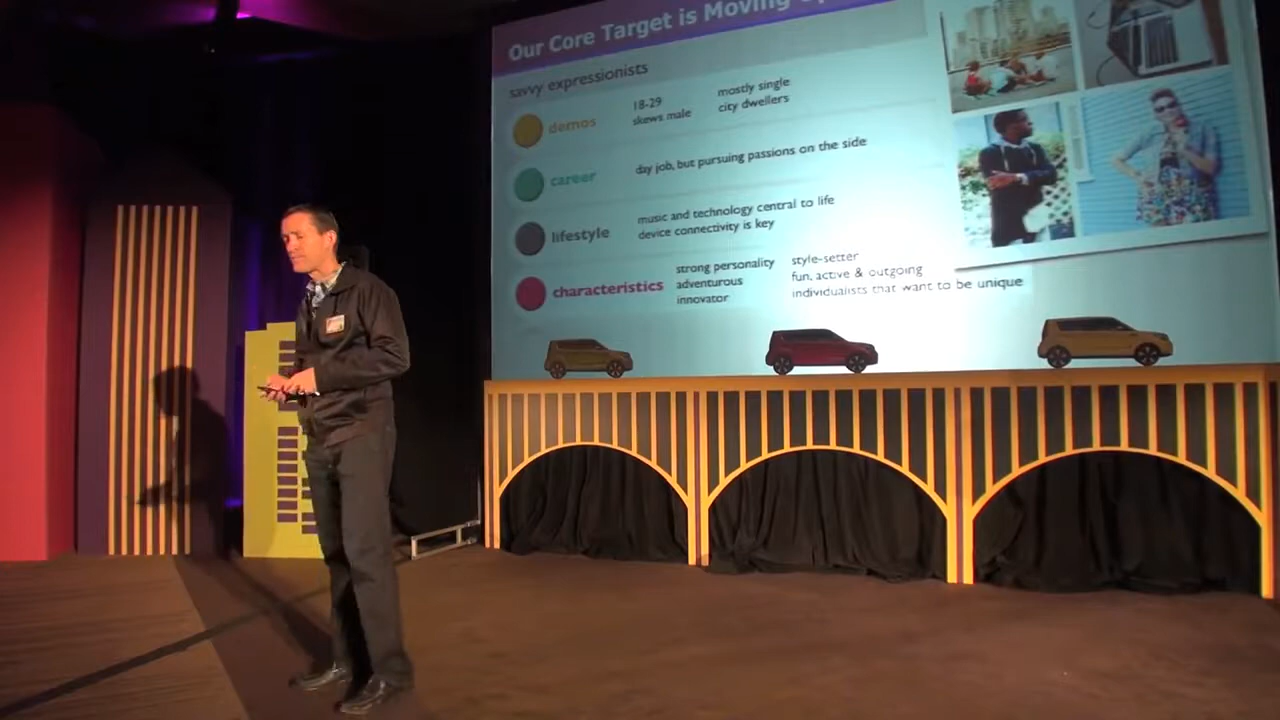 Our Core Target is Moving
savvy expressionists
demos
18-29
skews male
mostly single
city dwellers
career
day job, but pursuing passions on the side
lifestyle
music and technology central to life
device connectivity is key
characteristics
strong personality
adventurous
innovator
style-setter
fun, active & outgoing
individualists that want to be unique